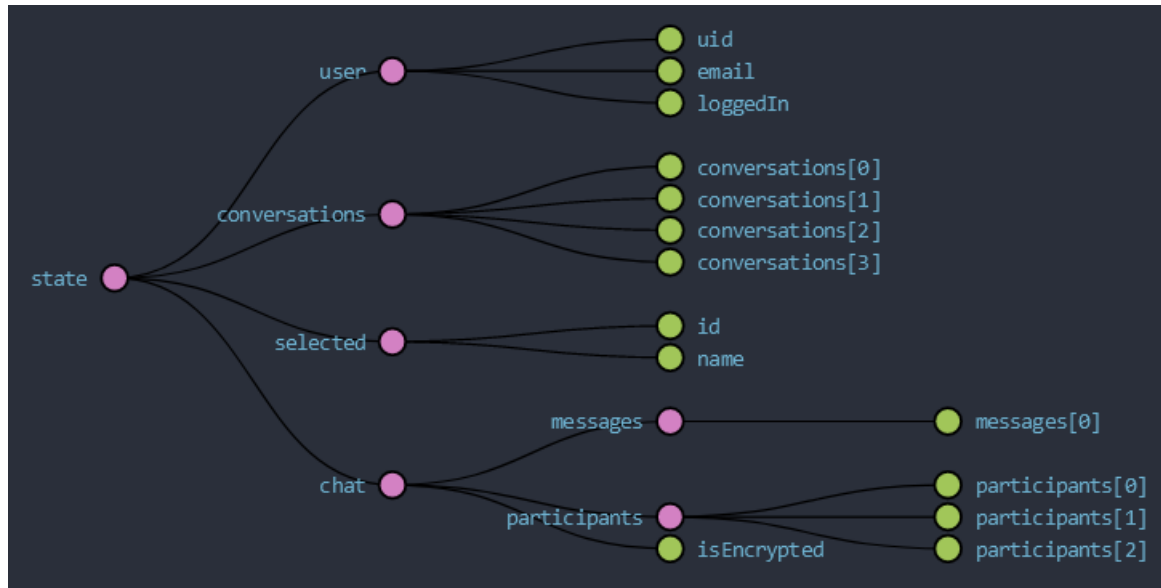 uid
user
email
loggedIn
conversations[0]
conversations[1]
conversations
conversations[2]
conversations[3]
state
id
selected
name
messages
messages[0]
chat
participants[0]
participants
participants[1]
isEncrypted
participants[2]